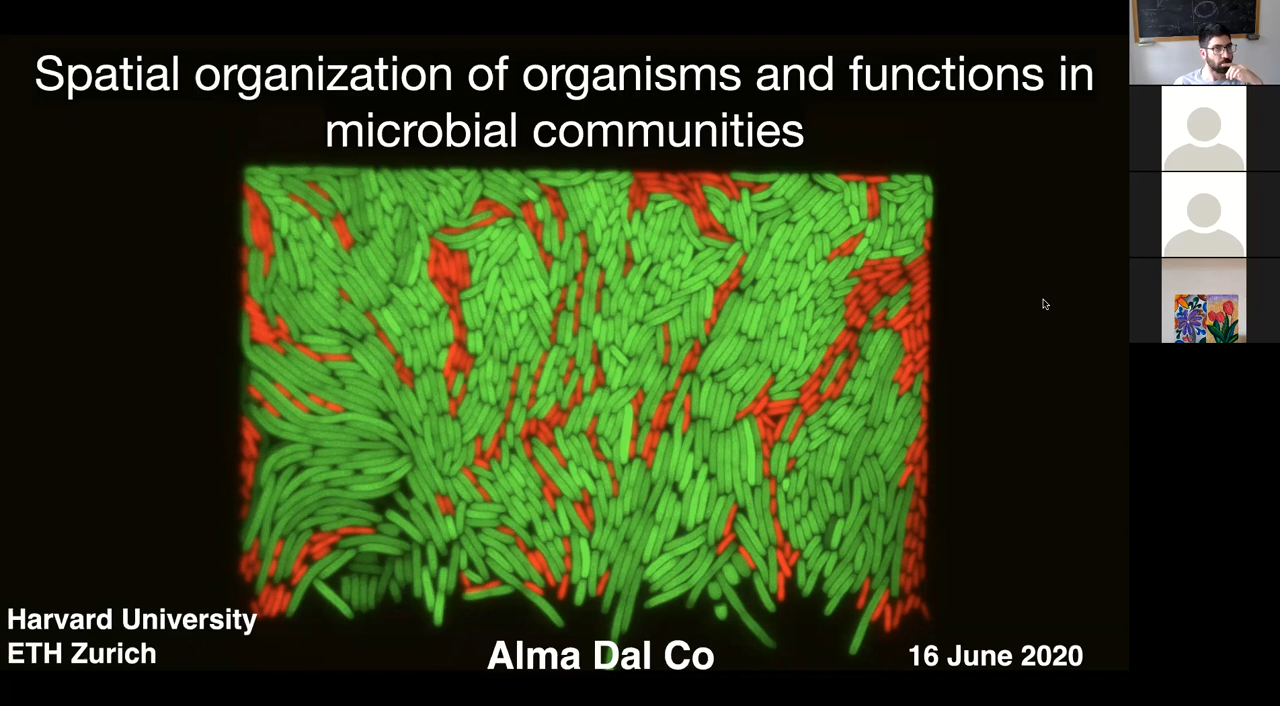 Spatial organization of organisms and functions in
microbial communities
Harvard University
ETH Zurich
Alma Dal Co
16 June 2020